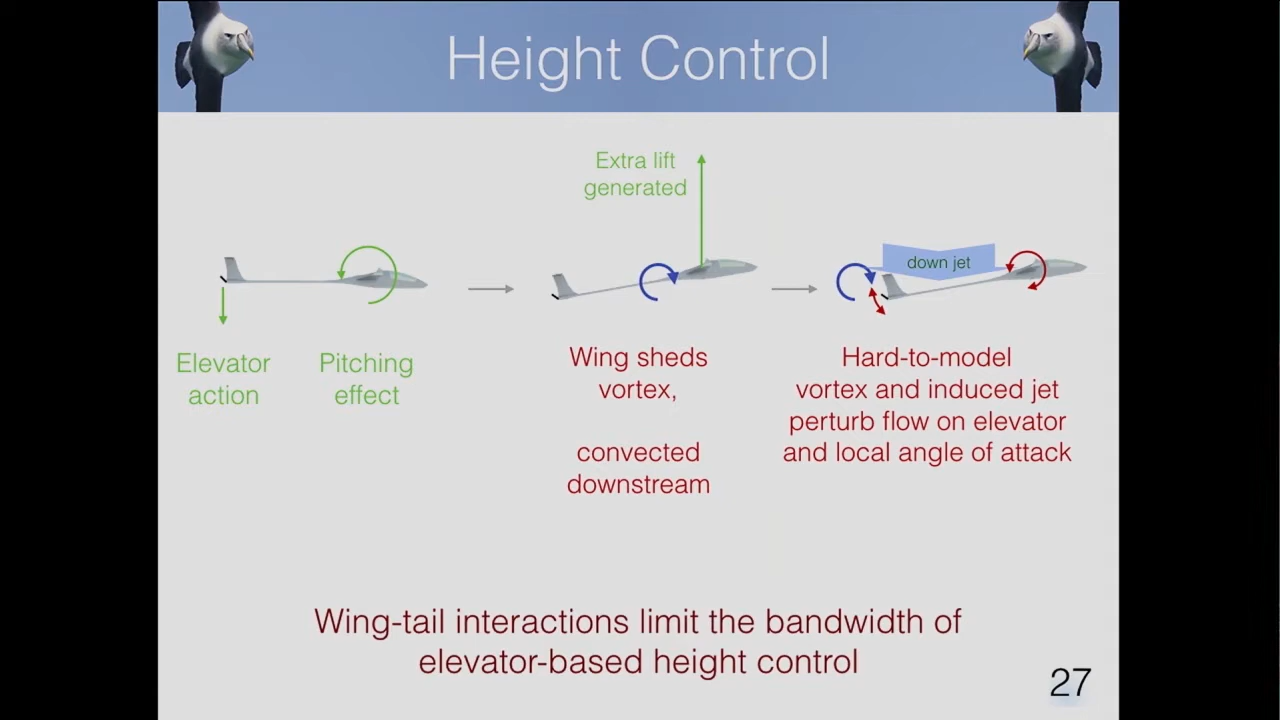 Height Control
Extra lift
generated
down jet
Elevator
action
Pitching
effect
Wing sheds
vortex,
convected
downstream
Hard-to-model
vortex and induced jet
perturb flow on elevator
and local angle of attack
Wing-tail interactions limit the bandwidth of
elevator-based height control
27